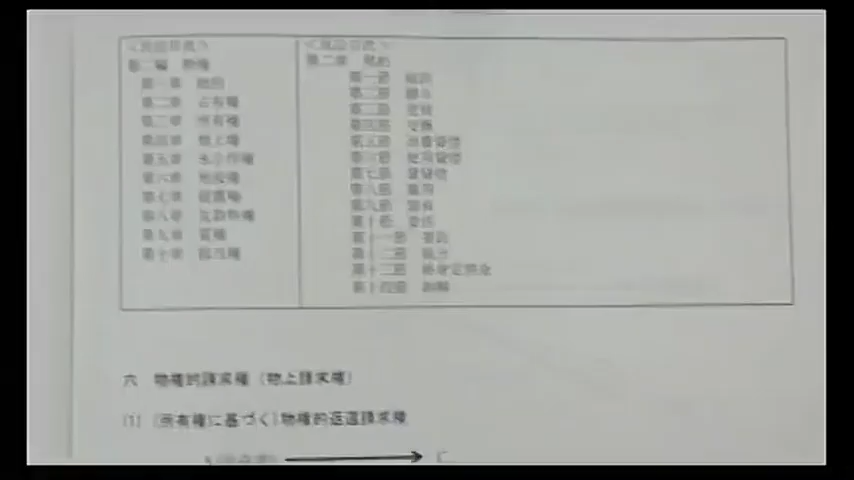 第二編 物権
第一章 総則
第二章 占有権
第三章 所有権
第四章 地上権
第五章 永小作権
第六章 地役権
第七章 留置権
第八章 先取特権
第九章 質権
第十章 抵当権
第二章 契約
第一節 総則
第二節 贈与
第三節 売買
第四節 交換
第五節 消費貸借
第六節 使用貸借
第七節 賃貸借
第八節 雇用
第九節 請負
第十節 委任
第十一節 寄託
第十二節 組合
第十三節 終身定期金
第十四節 和解
六 物権的請求権（物上請求権）
(1) (所有権に基づく)物権的返還請求権